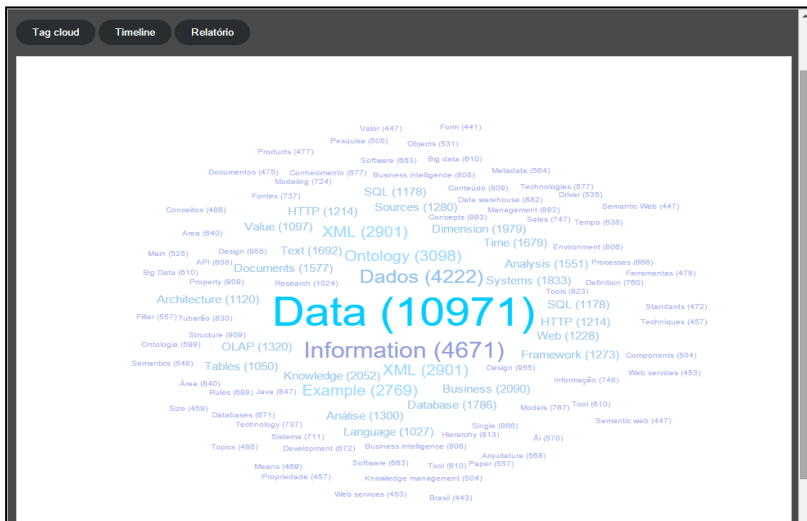 Tag cloud Timeline Relatório
Valor (447) Form (441)
Pesquisa (505) Objects (531)
Products (477)
Software (663) Big data (610)
Documentos (475) Conhecimento (677) Business intelligence (808) Metadata (564)
Modeling (724) SQL (1178) Conteúdo (809) Technologies (577)
Fontes (737) Data warehouse (882) Driver (535)
Conceitos (486) HTTP (1214) Sources (1280) Management (882) Semantic Web (447)
Value (1097) XML (2901) Concepts (993) Sales (747) Tempo (636)
Area (640) Dimension (1979)
Main (525) Design (955) Text (1692) Ontology (3098) Time (1679) Environment (806)
API (658) Documents (1577) Analysis (1551) Processes (666)
Big Data (610) Dados (4222) Systems (1833) Ferramentas (478)
Property (909) Research (1024) Definition (760)
Architecture (1120) Tools (923)
Data (10971) SQL (1178) Standards (472)
Filter (557) Tubarão (830) HTTP (1214) Techniques (457)
Structure (909) Web (1228)
Ontologia (599) OLAP (1320) Information (4671) Framework (1273) Components (504)
Semantics (546) Tables (1050) Knowledge (2052) XML (2901) Design (955) Web services (453)
Área (640) Example (2769) Business (2090) Informação (748)
Rules (698) Java (847)
Size (459) Database (1786) Models (767) Tool (610)
Databases (671) Análise (1300)
Technology (737) Single (866) Semantic web (447)
Sistema (711) Language (1027) Hierarchy (813) ÃI (570)
Topics (486) Development (672) Business intelligence (808)
Arquitetura (568)
Means (469) Software (663) Tool (610) Paper (557)
Propriedade (457) Knowledge management (504)
Web services (453) Brasil (443)